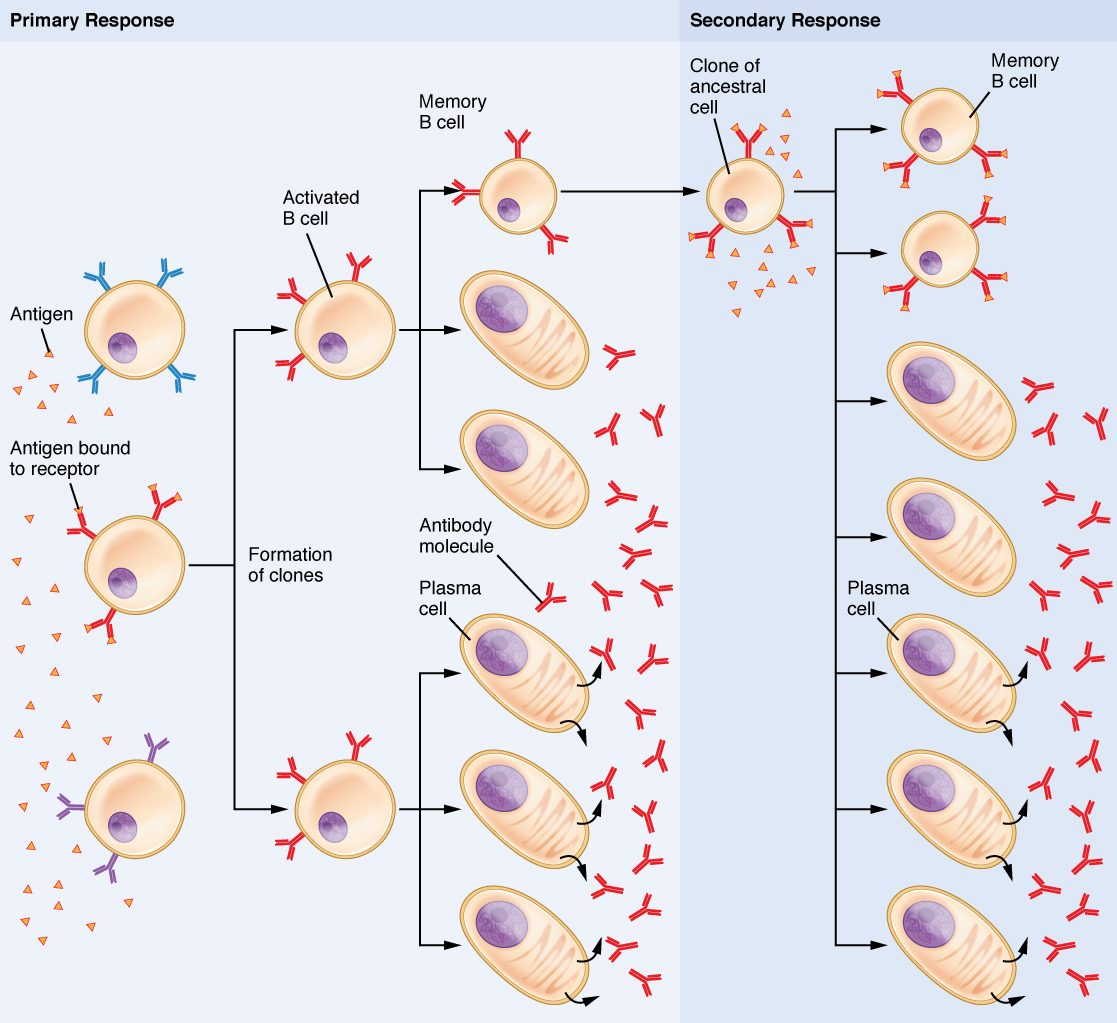 Primary Response
Secondary Response
Clone of
ancestral
cell
Memory
B cell
Memory
B cell
Activated
B cell
Antigen
Antigen bound
to receptor
Formation
of clones
Antibody
molecule
Plasma
cell
Plasma
cell